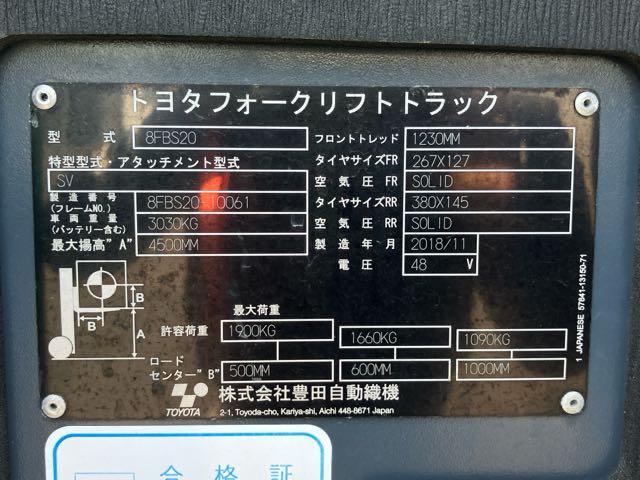 トヨタフォークリフトトラック
型 式 8FBS20 フロントトレッド 1230MM
特型型式・アタッチメント型式 タイヤサイズFR 267X127
SV 空気圧FR SOLID
製造番号
(フレームNO.) 8FBS20-10061 タイヤサイズRR 380X145
車両重量
(バッテリー含む) 3030KG 空気圧RR SOLID
最大揚高"A" 4500MM 製造年・月 2018/11
電圧 48 V
B
B
A
最大荷重
許容荷重 1900KG 1660KG 1090KG
ロード
センター"B" 500MM 600MM 1000MM
TOYOTA 株式会社豊田自動織機
2-1, Toyoda-cho, Kariya-shi, Aichi 448-8671 Japan
1 JAPANESE 57841-13150-71
合格証